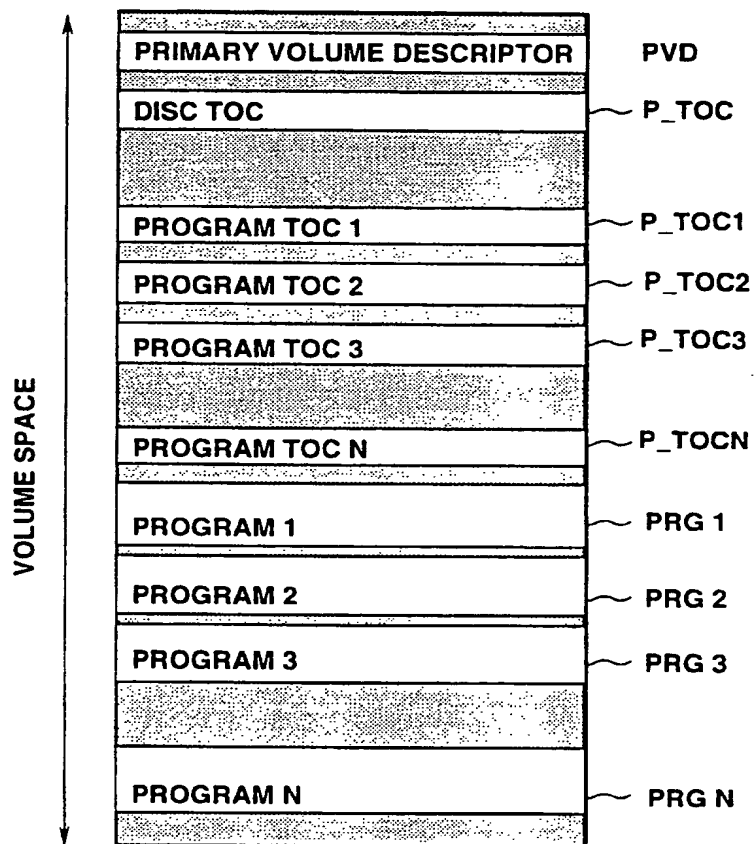 PRIMARY VOLUME DESCRIPTOR PVD
DISC TOC P_TOC
PROGRAM TOC 1 P_TOC1
PROGRAM TOC 2 P_TOC2
PROGRAM TOC 3 P_TOC3
PROGRAM TOC N P_TOCN
PROGRAM 1 PRG 1
PROGRAM 2 PRG 2
PROGRAM 3 PRG 3
PROGRAM N PRG N
VOLUME SPACE